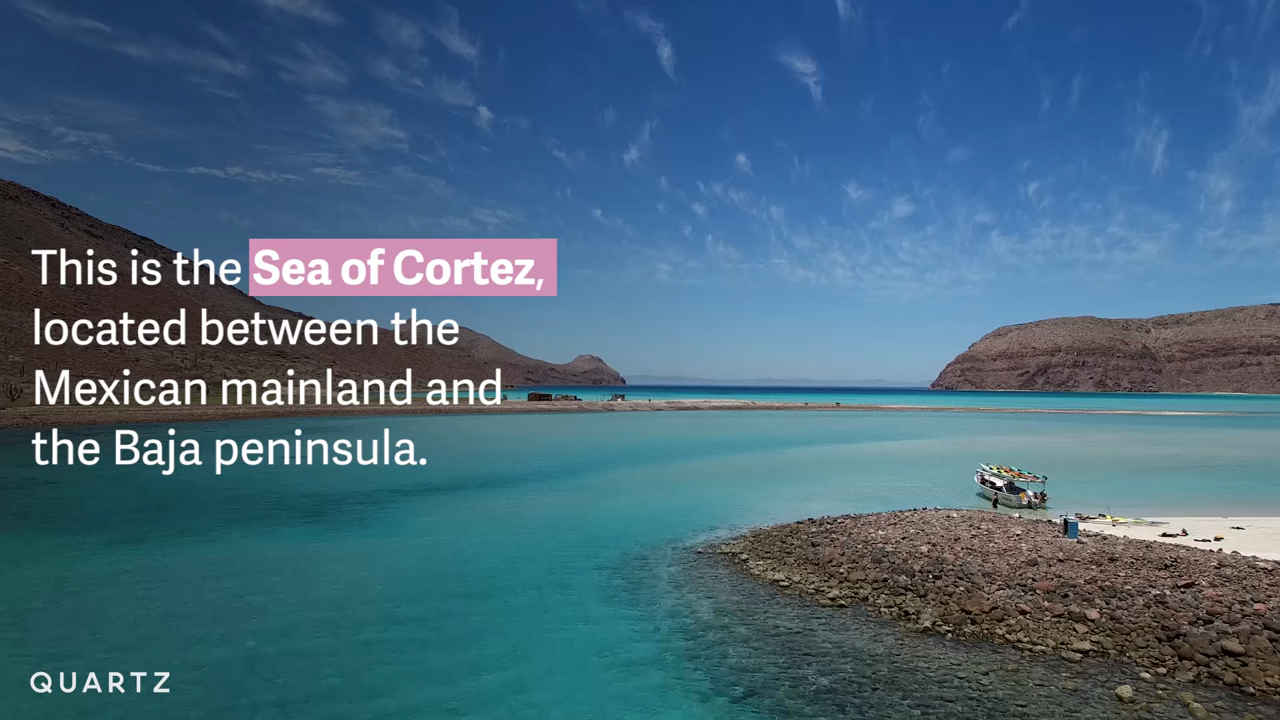 This is the Sea of Cortez,
located between the
Mexican mainland and
the Baja peninsula.
QUARTZ